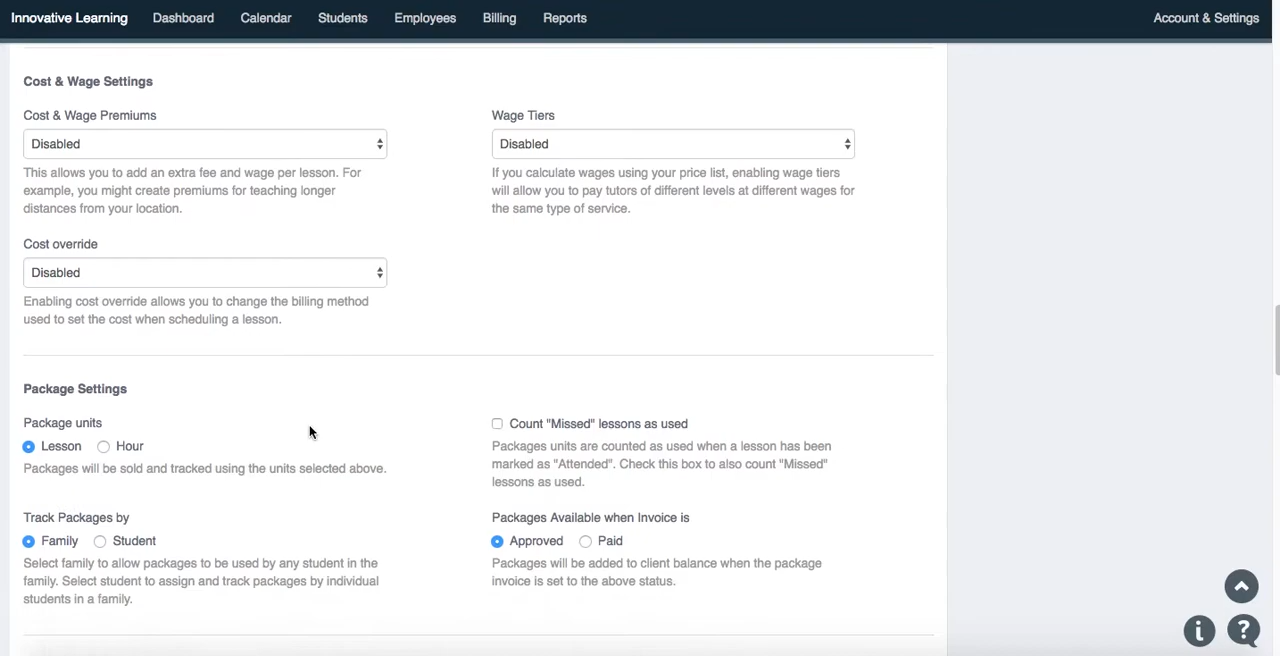 Innovative Learning Dashboard Calendar Students Employees Billing Reports Account & Settings
Cost & Wage Settings
Cost & Wage Premiums
Disabled
This allows you to add an extra fee and wage per lesson. For
example, you might create premiums for teaching longer
distances from your location.
Wage Tiers
Disabled
If you calculate wages using your price list, enabling wage tiers
will allow you to pay tutors of different levels at different wages for
the same type of service.
Cost override
Disabled
Enabling cost override allows you to change the billing method
used to set the cost when scheduling a lesson.
Package Settings
Package units
Lesson Hour
Packages will be sold and tracked using the units selected above.
Count "Missed" lessons as used
Packages units are counted as used when a lesson has been
marked as "Attended". Check this box to also count "Missed"
lessons as used.
Track Packages by
Family Student
Select family to allow packages to be used by any student in the
family. Select student to assign and track packages by individual
students in a family.
Packages Available when Invoice is
Approved Paid
Packages will be added to client balance when the package
invoice is set to the above status.